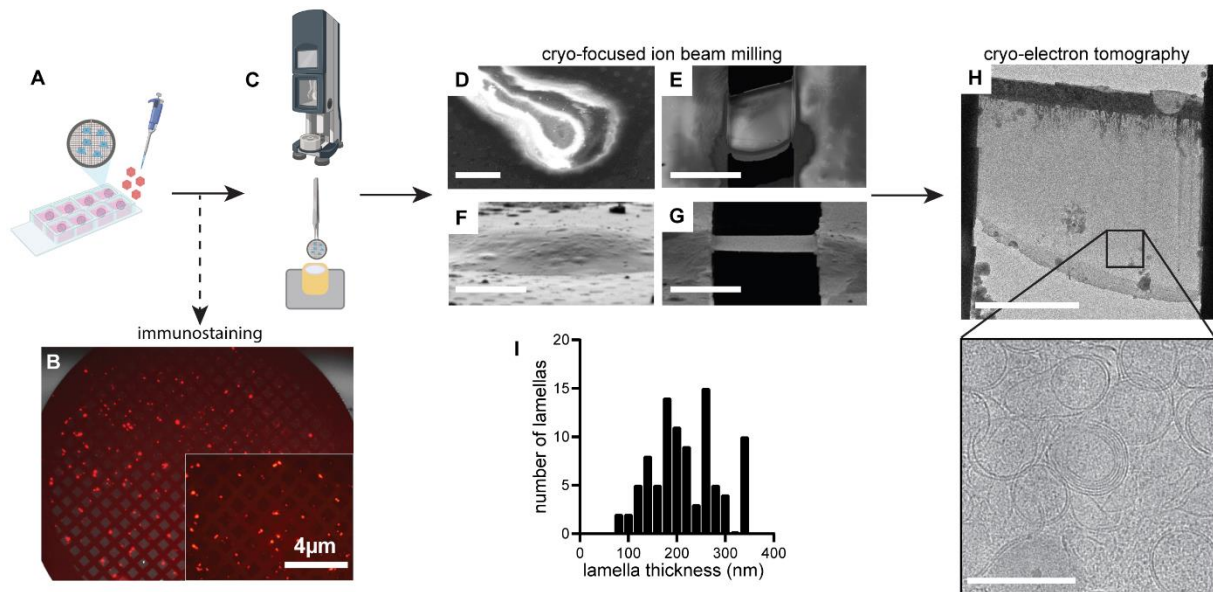 cryo-focused ion beam milling
cryo-electron tomography
A
C
D
E
H
F
G
immunostaining
B
4µm
I
20
15
10
5
0
number of lamellas
0 100 200 300 400
lamella thickness (nm)